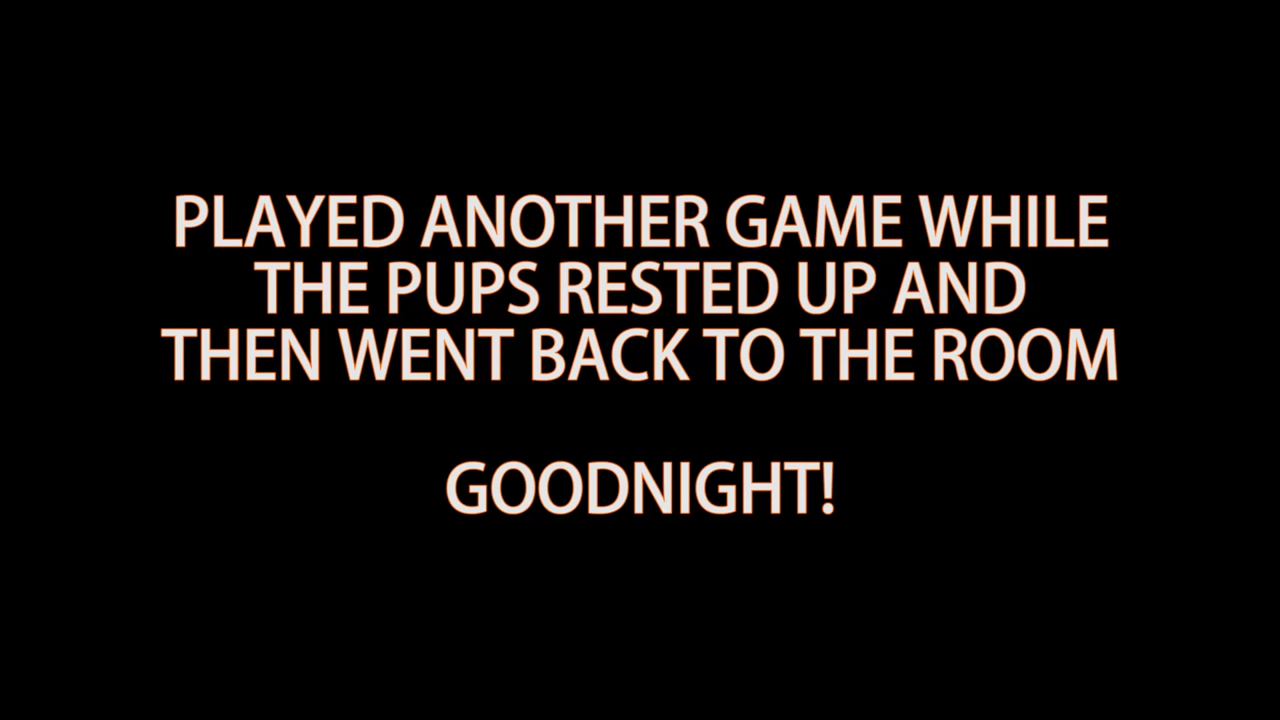 PLAYED ANOTHER GAME WHILE
THE PUPS RESTED UP AND
THEN WENT BACK TO THE ROOM
GOODNIGHT!